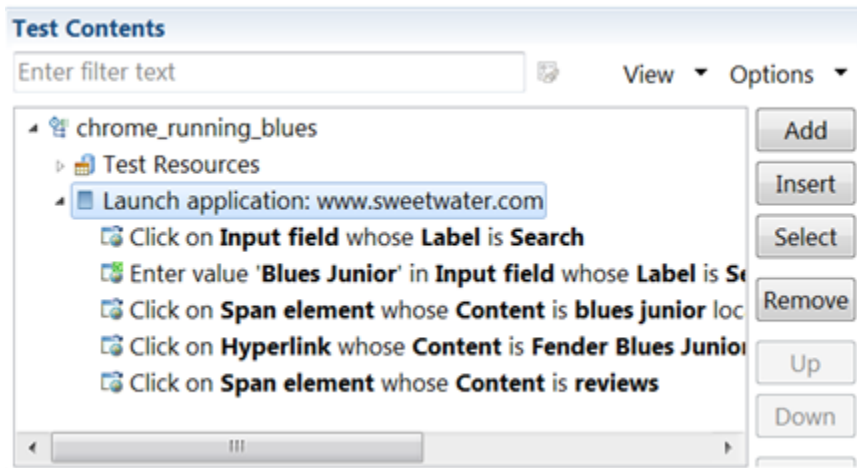 Test Contents
Enter filter text
View Options
chrome_running_blues
Add
Test Resources
Insert
Launch application: www.sweetwater.com
Select
Click on Input field whose Label is Search
Enter value 'Blues Junior' in Input field whose Label is
Remove
Click on Span element whose Content is blues junior loc
Click on Hyperlink whose Content is Fender Blues Junior
Up
Click on Span element whose Content is reviews
Down